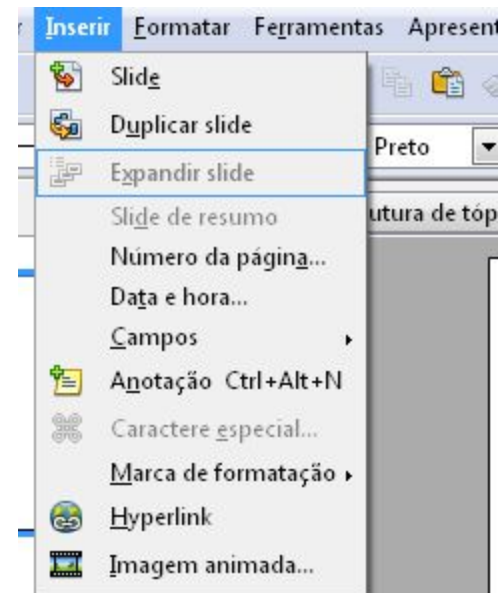 Inserir Formatar Ferramentas Apresent
Slide
Duplicar slide
Preto
Expandir slide
Slide de resumo
utura de tóp
Número da página...
Data e hora...
Campos
Anotação Ctrl+Alt+N
Caractere especial...
Marca de formatação
Hyperlink
Imagem animada...